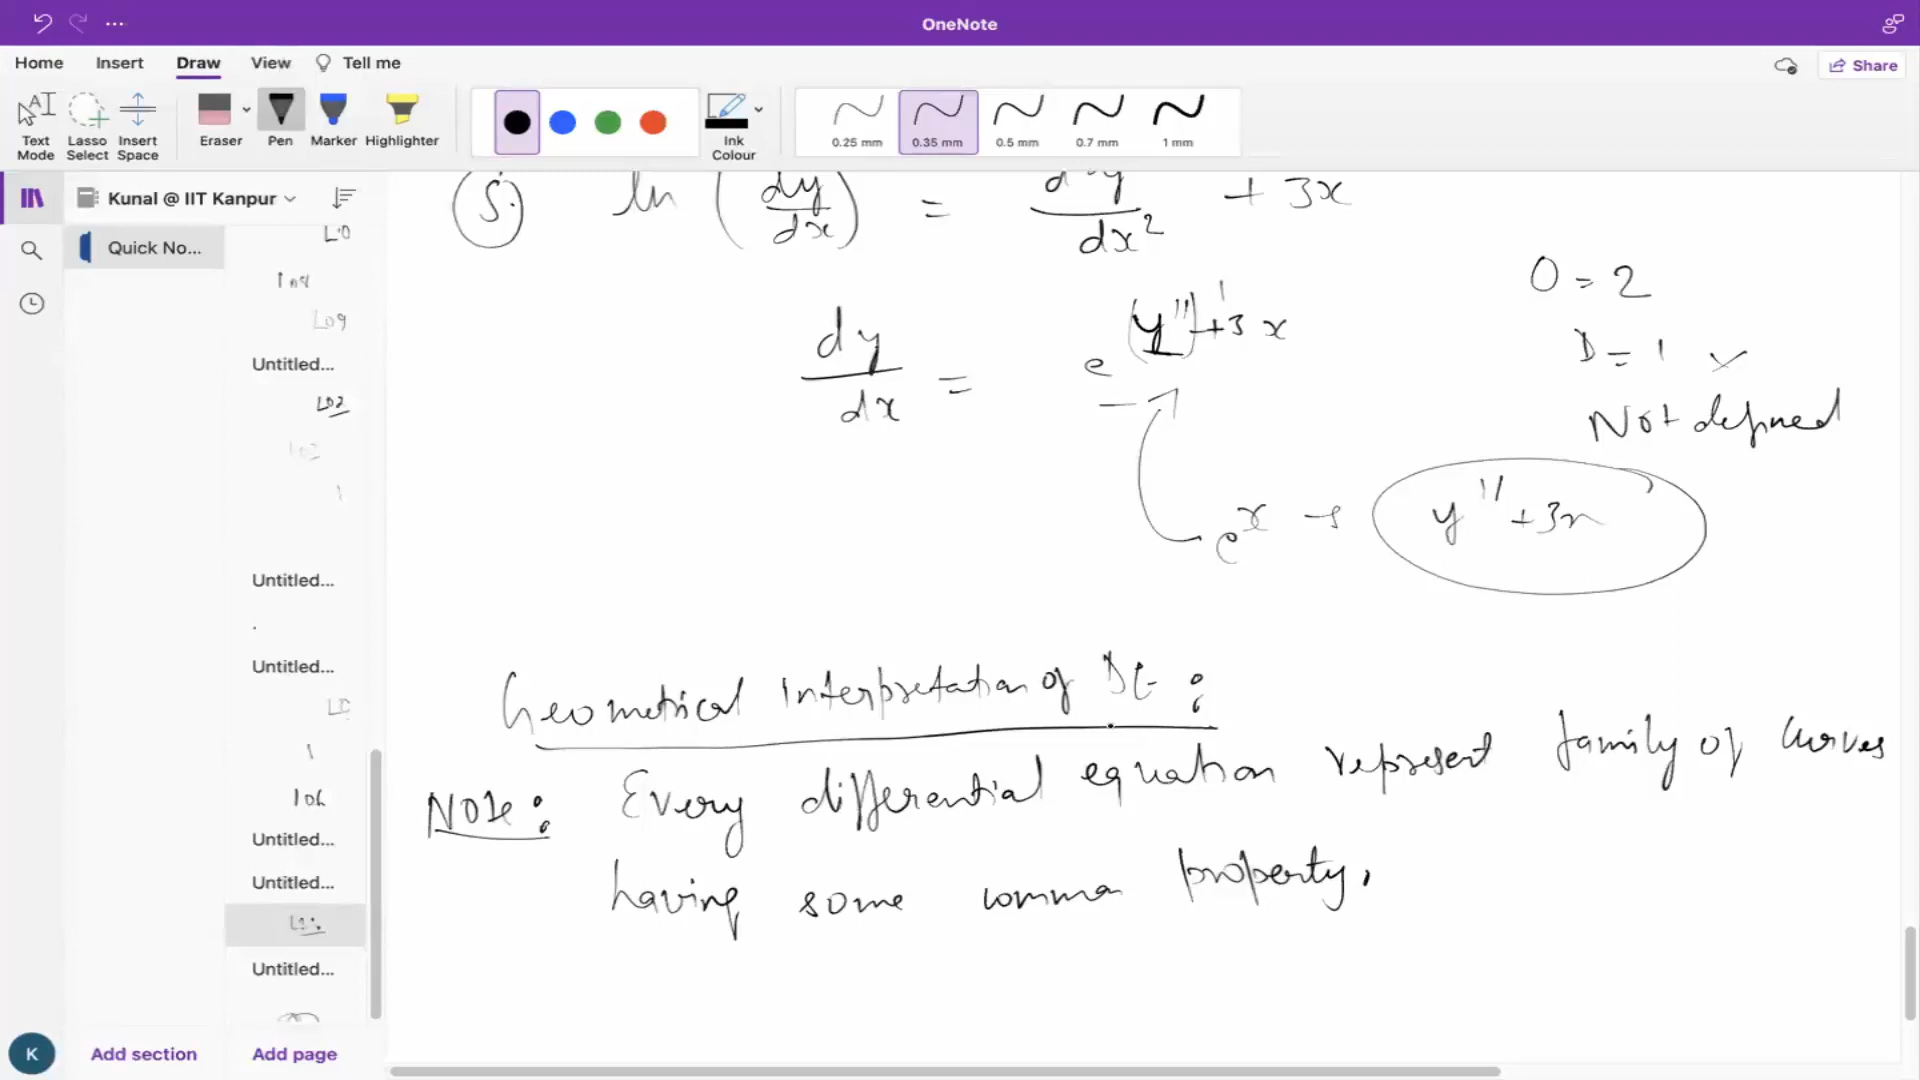 OneNote
Home Insert Draw View Tell me
Share
Text Mode
Lasso Select
Insert Space
Eraser
Pen
Marker
Highlighter
Ink Colour
0.25 mm
0.35 mm
0.5 mm
0.7 mm
1 mm
Kunal @ IIT Kanpur
Quick No...
L09
Untitled...
L02
Untitled...
Untitled...
Untitled...
Untitled...
Untitled...
K
Add section
Add page
5. ln (dy/dx) = d²y/dx² + 3x
dy/dx = e^((y'')¹+3x)
O = 2
D = 1 ×
Not defined
e^x → y''+3x
Geometrical Interpretation of DE :
Note : Every differential equation represent family of curves
having some common property.